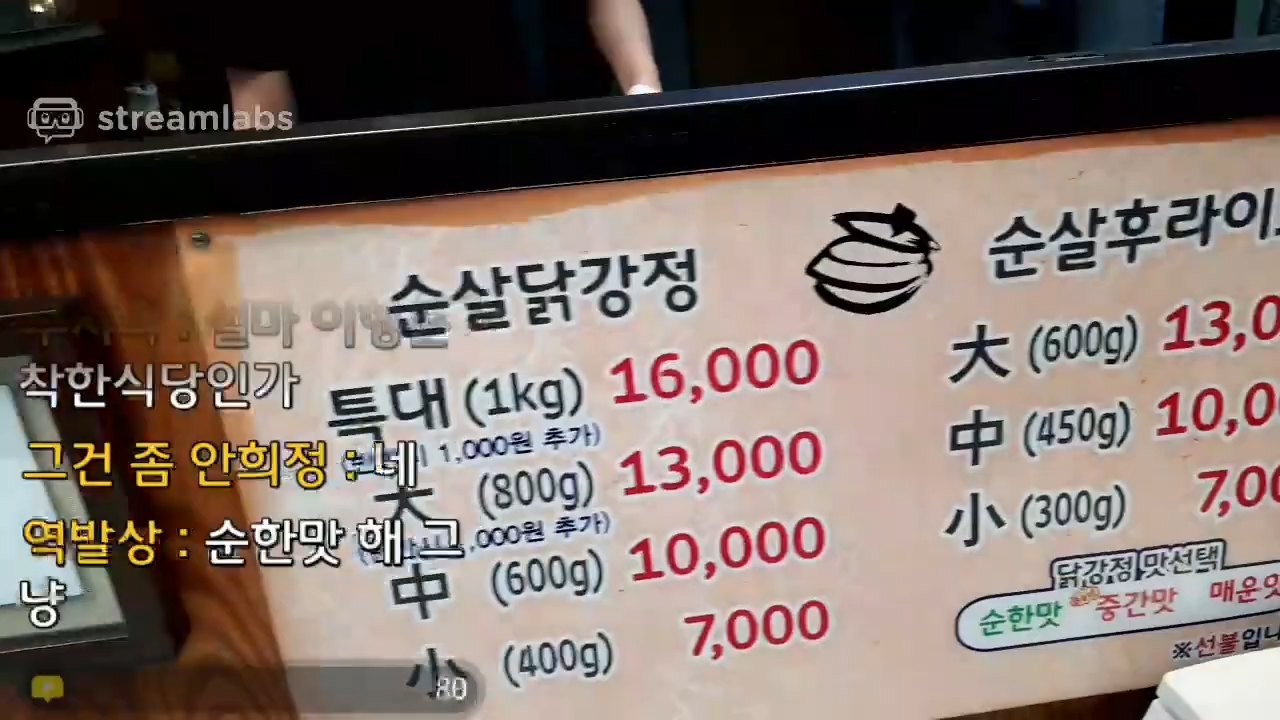 streamlabs
순살닭강정
특대 (1kg) 16,000
1,000원 추가)
大 (800g) 13,000
,000원 추가)
中 (600g) 10,000
小 (400g) 7,000
순살후라이
大 (600g) 13,0
中 (450g) 10,0
小 (300g) 7,00
닭강정 맛선택
순한맛 중간맛 매운맛
※선불입니
착한식당인가
그건 좀 안희정 : 네
역발상 : 순한맛 해 그
냥
80